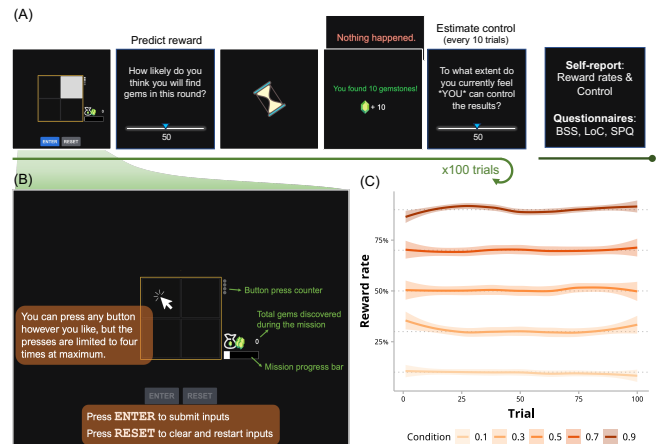 (A)
Predict reward
Nothing happened.
Estimate control
(every 10 trials)
0
ENTER RESET
How likely do you
think you will find
gems in this round?
50
You found 10 gemstones!
+ 10
To what extent do you
currently feel
*YOU* can control
the results?
50
Self-report:
Reward rates &
Control
Questionnaires:
BSS, LoC, SPQ
x100 trials
(B)
Button press counter
You can press any button
however you like, but the
presses are limited to four
times at maximum.
Total gems discovered
during the mission
0
Mission progress bar
ENTER RESET
Press ENTER to submit inputs
Press RESET to clear and restart inputs
(C)
Reward rate
75%
50%
25%
0 25 50 75 100
Trial
Condition 0.1 0.3 0.5 0.7 0.9